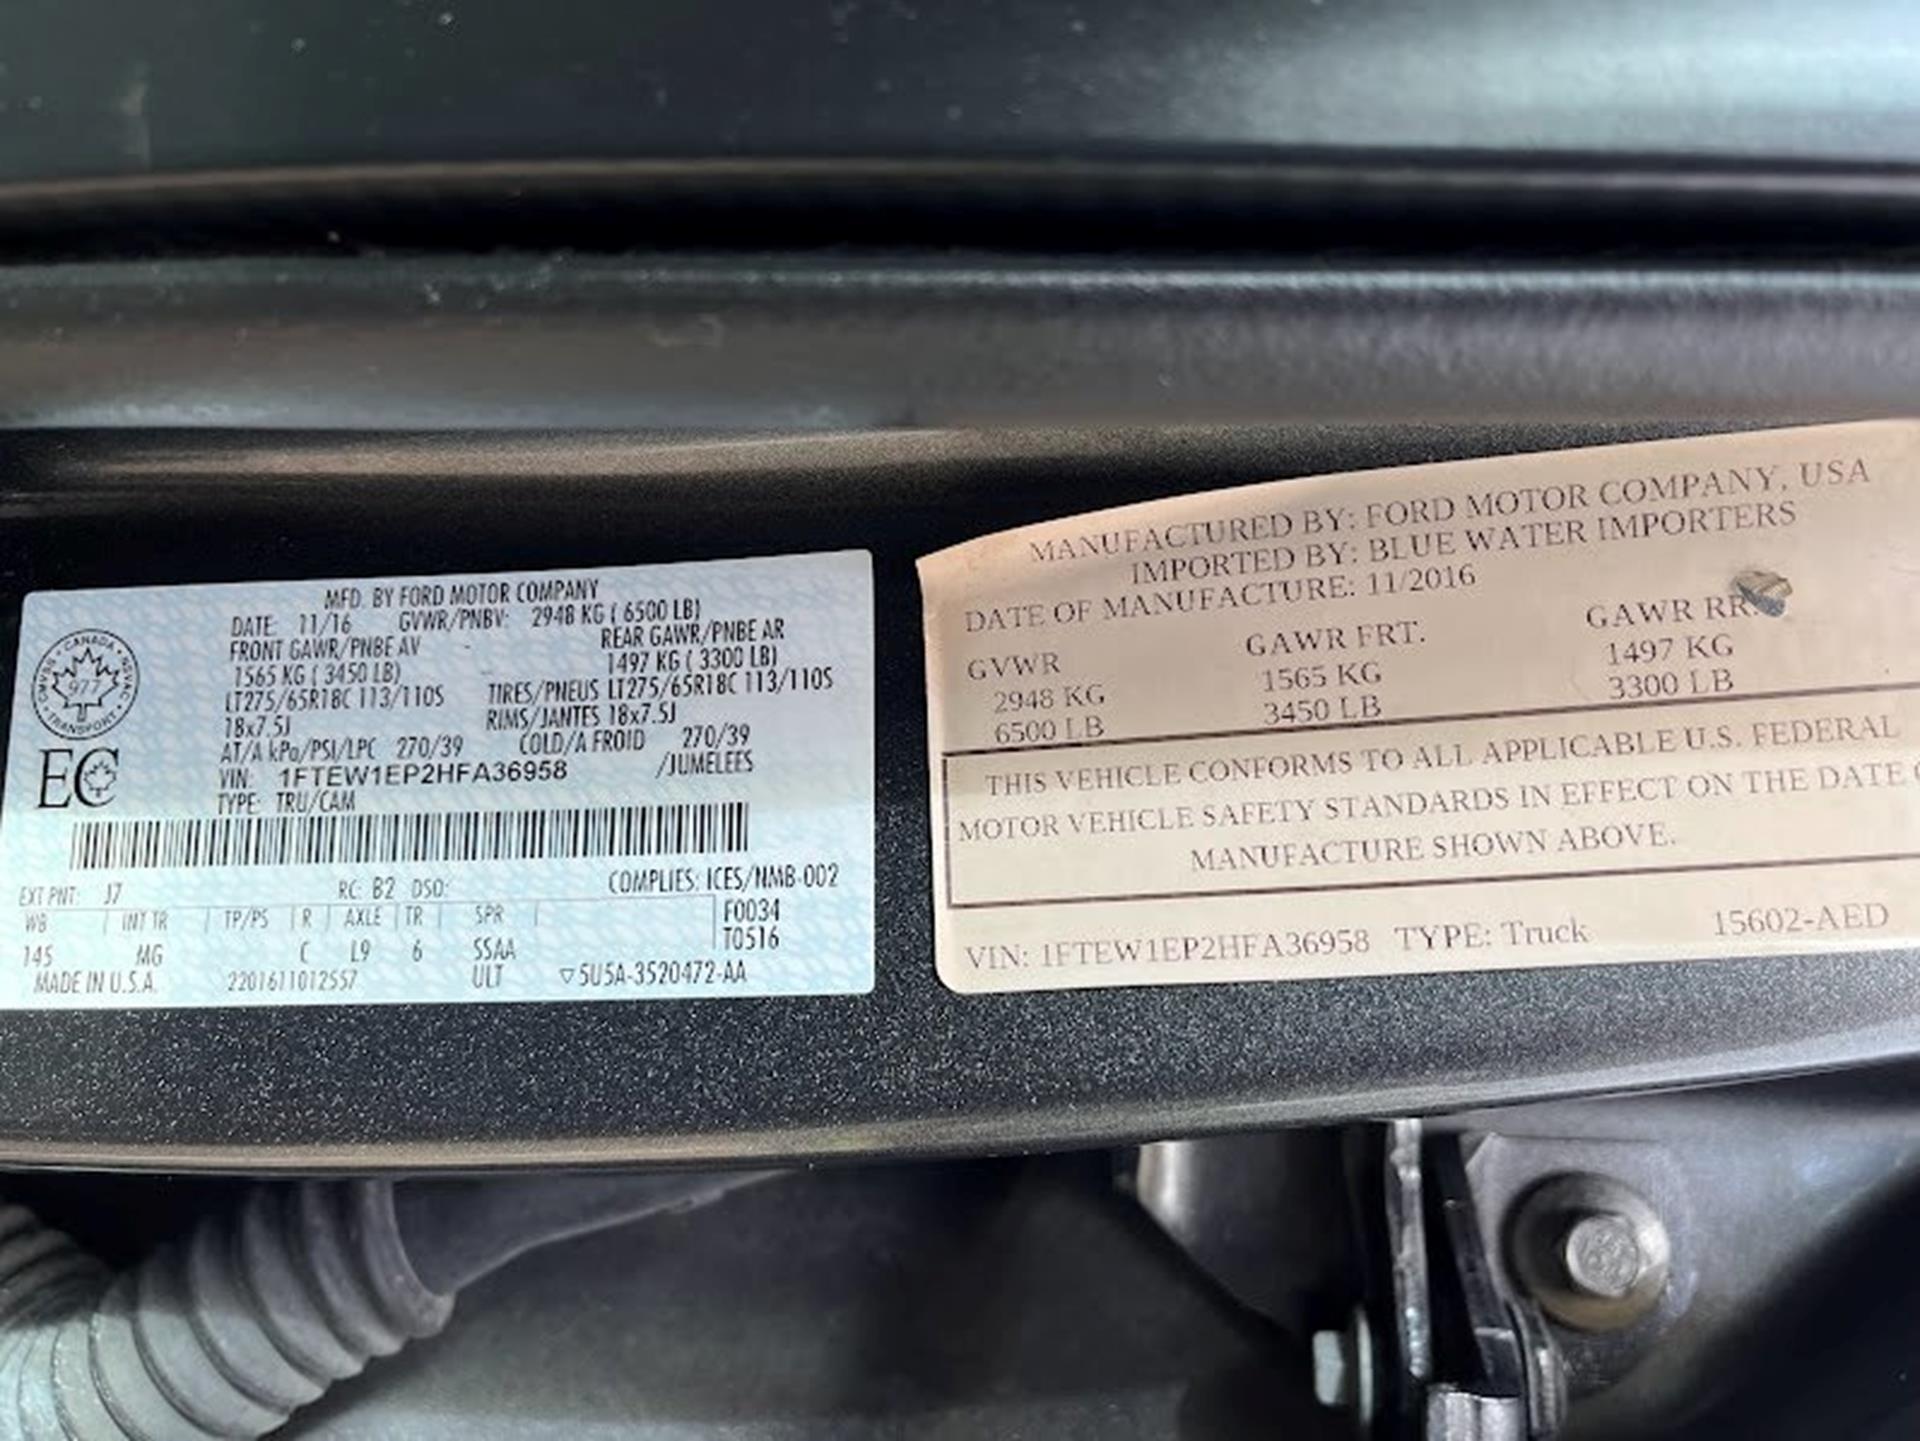 MFD. BY FORD MOTOR COMPANY
DATE: 11/16 GVWR/PNBV: 2948 KG ( 6500 LB)
FRONT GAWR/PNBE AV REAR GAWR/PNBE AR
1565 KG ( 3450 LB) 1497 KG ( 3300 LB)
LT275/65R18C 113/110S TIRES/PNEUS LT275/65R18C 113/110S
18x7.5J RIMS/JANTES 18x7.5J
AT/A kPa/PSI/LPC 270/39 COLD/A FROID 270/39
VIN: 1FTEW1EP2HFA36958 /JUMELEES
TYPE: TRU/CAM
CANADA · NSVAC · TRANSPORT · NSVAC
977
EC
EXT PNT: J7 RC: B2 DSO: COMPLIES: ICES/NMB-002
WB | INT TR | TP/PS | R | AXLE | TR | SPR | F0034
145 MG C L9 6 SSAA T0516
MADE IN U.S.A. 2201611012557 ULT ▽5U5A-3520472-AA
MANUFACTURED BY: FORD MOTOR COMPANY, USA
IMPORTED BY: BLUE WATER IMPORTERS
DATE OF MANUFACTURE: 11/2016
GVWR GAWR FRT. GAWR RR.
2948 KG 1565 KG 1497 KG
6500 LB 3450 LB 3300 LB
THIS VEHICLE CONFORMS TO ALL APPLICABLE U.S. FEDERAL
MOTOR VEHICLE SAFETY STANDARDS IN EFFECT ON THE DATE
MANUFACTURE SHOWN ABOVE.
VIN: 1FTEW1EP2HFA36958 TYPE: Truck 15602-AED